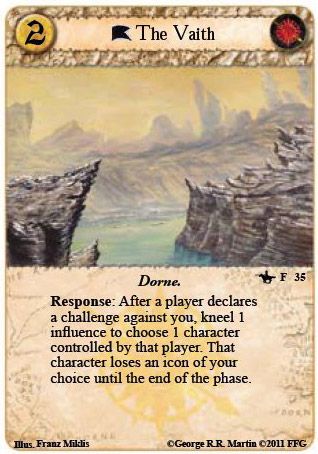 2
The Vaith
F 35
Dorne.
Response: After a player declares
a challenge against you, kneel 1
influence to choose 1 character
controlled by that player. That
character loses an icon of your
choice until the end of the phase.
Illus. Franz Miklis
©George R.R. Martin ©2011 FFG